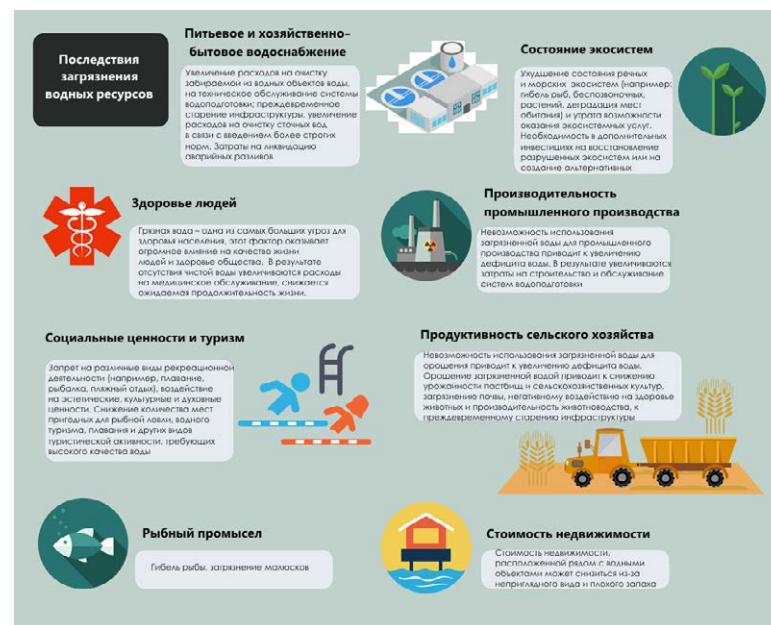 Последствия
загрязнения
водных ресурсов
Питьевое и хозяйственно-
бытовое водоснабжение
Увеличение расходов на очистку
забираемой из водных объектов воды,
на техническое обслуживание системы
водоподготовки; преждевременное
старение инфраструктуры, увеличение
расходов на очистку сточных вод
в связи с введением более строгих
норм. Затраты на ликвидацию
аварийных разливов
Состояние экосистем
Ухудшение состояния речных
и морских экосистем (например:
гибель рыб, беспозвоночных,
растений, деградация мест
обитания) и утрата возможности
оказания экосистемных услуг.
Необходимость в дополнительных
инвестициях на восстановление
разрушенных экосистем или на
создание альтернативных
Здоровье людей
Грязная вода – одна из самых больших угроз для
здоровья населения, этот фактор оказывает
огромное влияние на качество жизни
людей и здоровье общества. В результате
отсутствия чистой воды увеличиваются расходы
на медицинское обслуживание, снижается
ожидаемая продолжительность жизни.
Производительность
промышленного производства
Невозможность использования
загрязненной воды для промышленного
производства приводит к увеличению
дефицита воды. В результате увеличиваются
затраты на строительство и обслуживание
систем водоподготовки
Социальные ценности и туризм
Запрет на различные виды рекреационной
деятельности (например, плавание,
рыбалка, пляжный отдых), воздействие
на эстетические, культурные и духовные
ценности. Снижение количества мест
пригодных для рыбной ловли, водного
туризма, плавания и других видов
туристической активности, требующих
высокого качества воды
Продуктивность сельского хозяйства
Невозможность использования загрязненной воды для
орошения приводит к увеличению дефицита воды.
Орошение загрязненной водой приводит к снижению
урожайности пастбищ и сельскохозяйственных культур,
загрязнению почвы, негативному воздействию на здоровье
животных и производительность животноводства, к
преждевременному старению инфраструктуры
Рыбный промысел
Гибель рыбы, загрязнение малюсков
Стоимость недвижимости
Стоимость недвижимости,
расположенной рядом с водными
объектами может снизиться из-за
неприглядного вида и плохого запаха